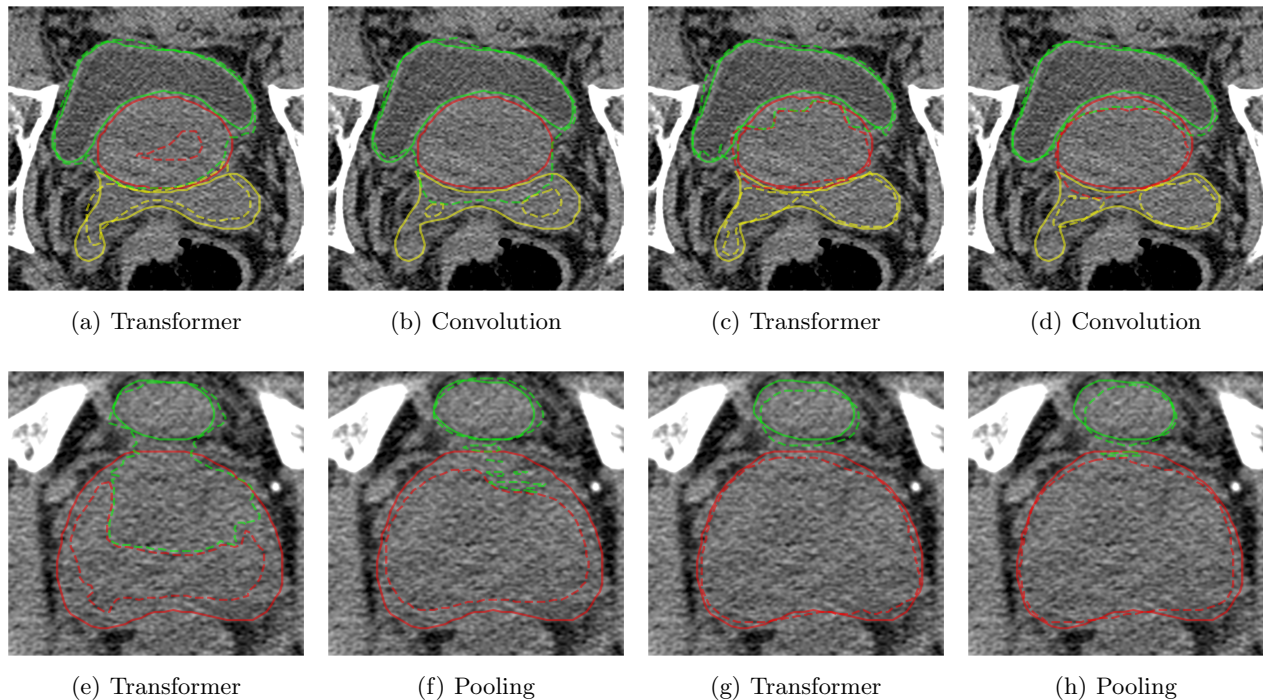 (a) Transformer
(b) Convolution
(c) Transformer
(d) Convolution
(e) Transformer
(f) Pooling
(g) Transformer
(h) Pooling